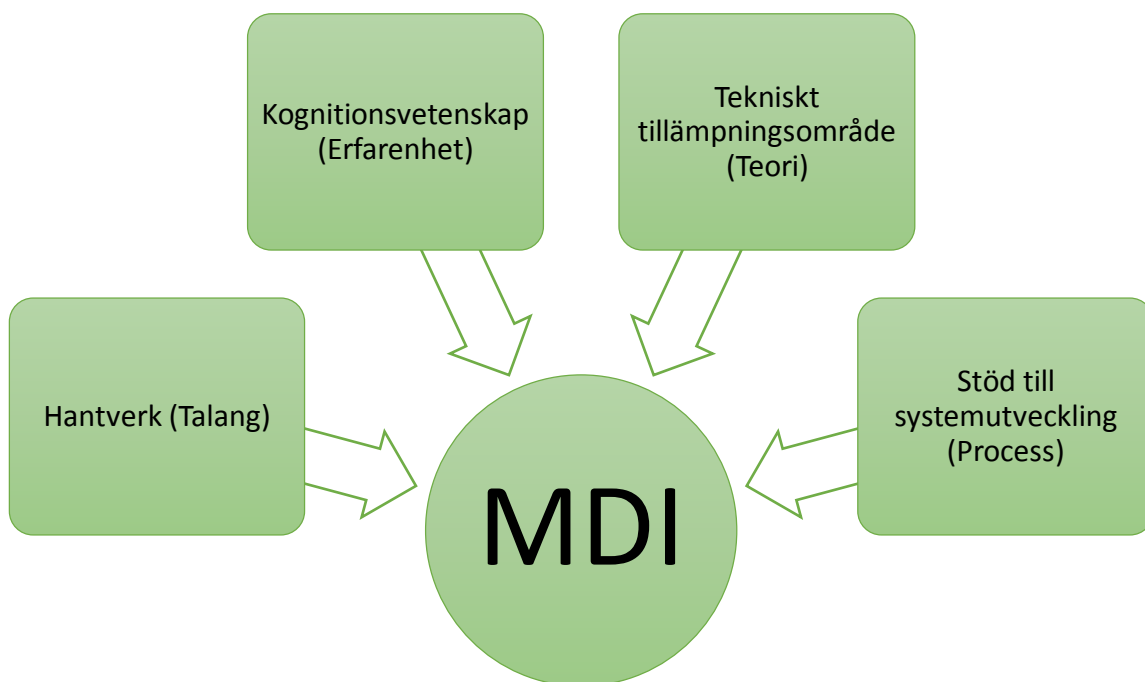 Kognitionsvetenskap
(Erfarenhet)
Tekniskt
tillämpningsområde
(Teori)
Hantverk (Talang)
Stöd till
systemutveckling
(Process)
MDI